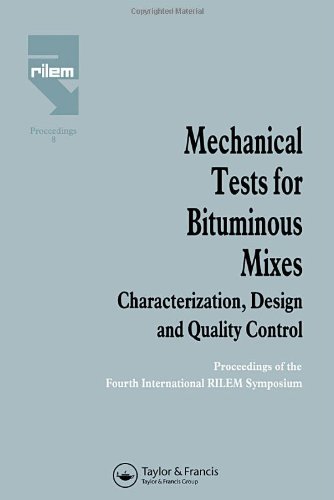 Copyrighted Material
rilem
Proceedings
8
Mechanical
Tests for
Bituminous
Mixes
Characterization, Design
and Quality Control
Proceedings of the
Fourth International RILEM Symposium
Taylor & Francis
Taylor & Francis Group